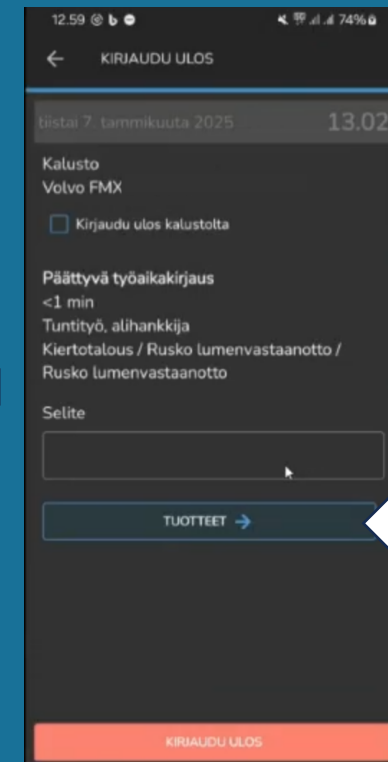 12.59 74%
KIRJAUDU ULOS
tiistai 7. tammikuuta 2025 13.02
Kalusto
Volvo FMX
Kirjaudu ulos kalustolta
Päättyvä työaikakirjaus
<1 min
Tuntityö, alihankkija
Kiertotalous / Rusko lumenvastaanotto /
Rusko lumenvastaanotto
Selite
TUOTTEET
KIRJAUDU ULOS